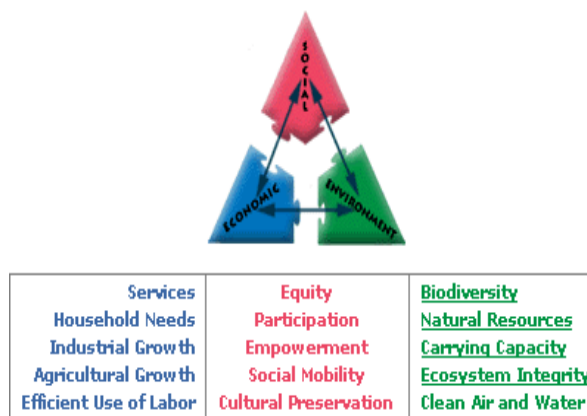 SOCIAL
ECONOMIC
ENVIRONMENT
Services
Household Needs
Industrial Growth
Agricultural Growth
Efficient Use of Labor
Equity
Participation
Empowerment
Social Mobility
Cultural Preservation
Biodiversity
Natural Resources
Carrying Capacity
Ecosystem Integrity
Clean Air and Water